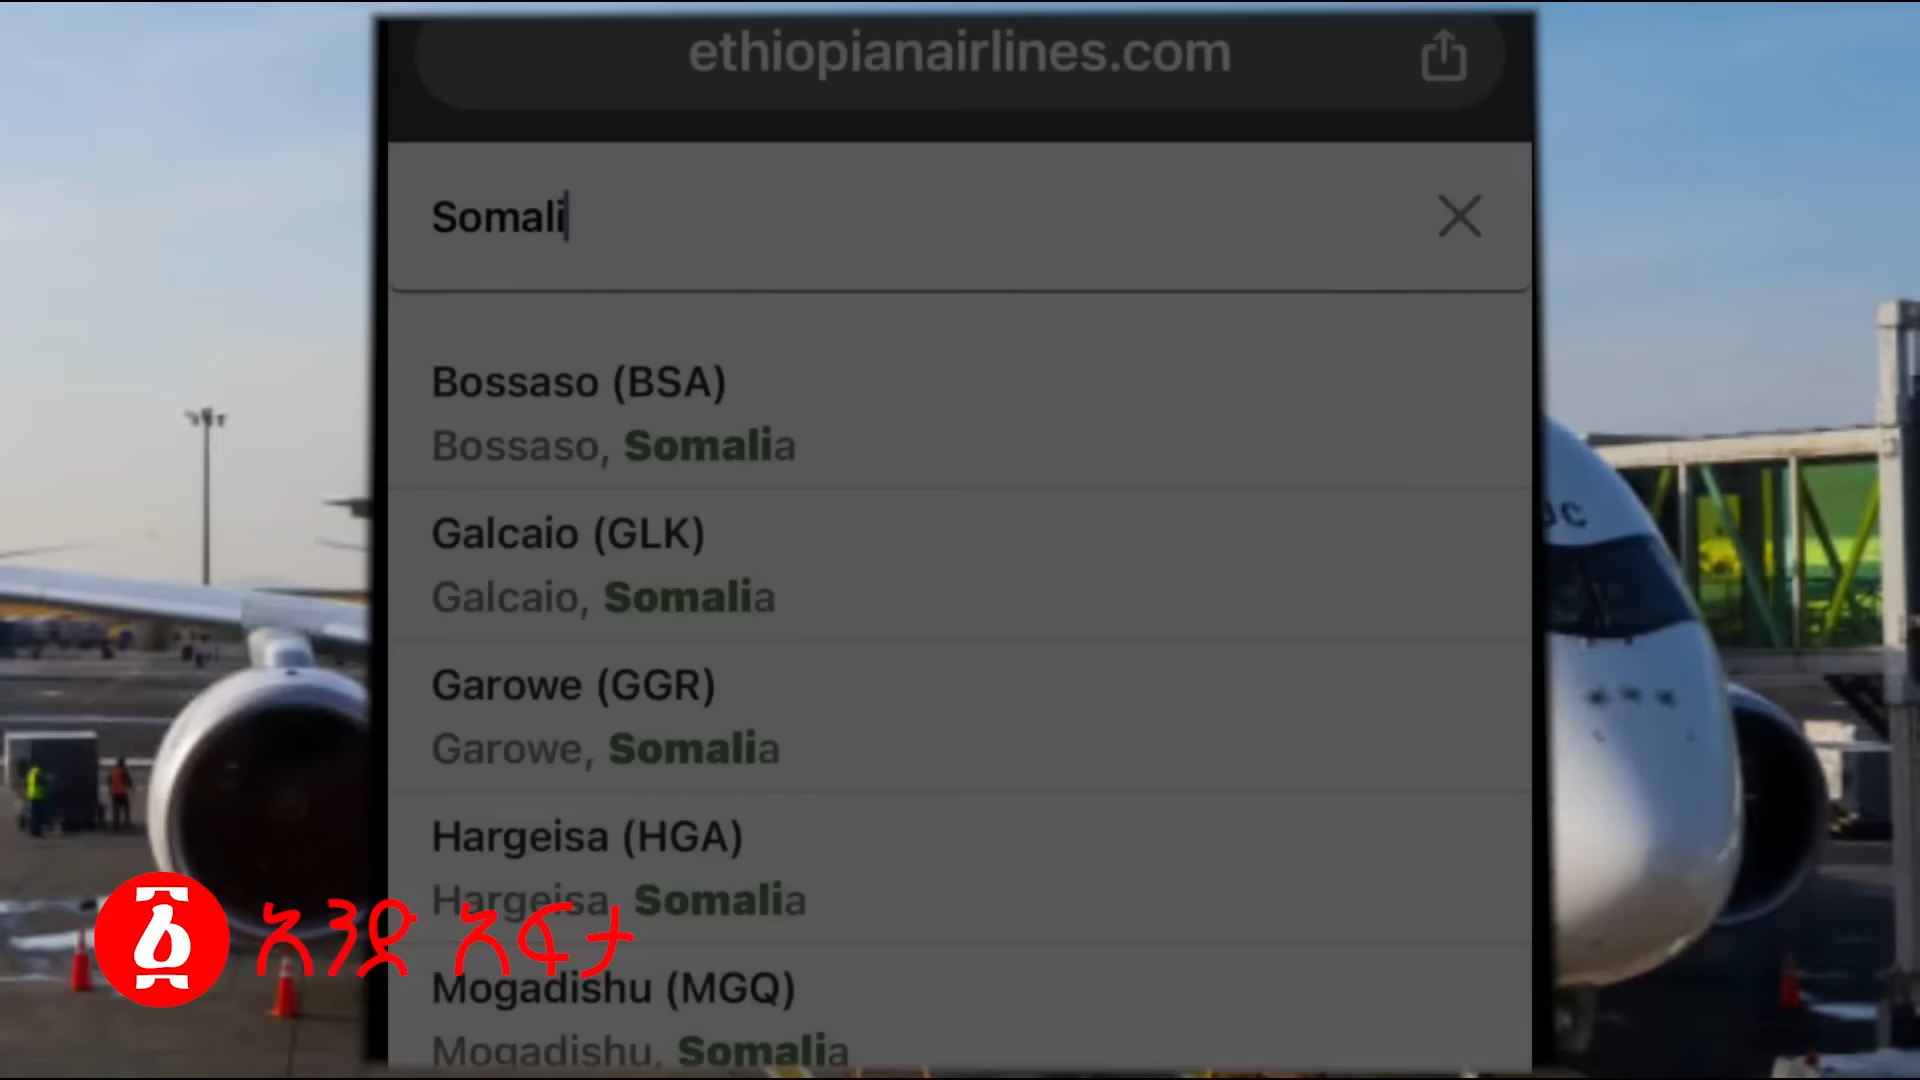 ethiopianairlines.com
Somali
Bossaso (BSA)
Bossaso, Somalia
Galcaio (GLK)
Galcaio, Somalia
Garowe (GGR)
Garowe, Somalia
Hargeisa (HGA)
Hargeisa, Somalia
፩ አንድ አፍታ
Mogadishu (MGQ)
Mogadishu, Somalia